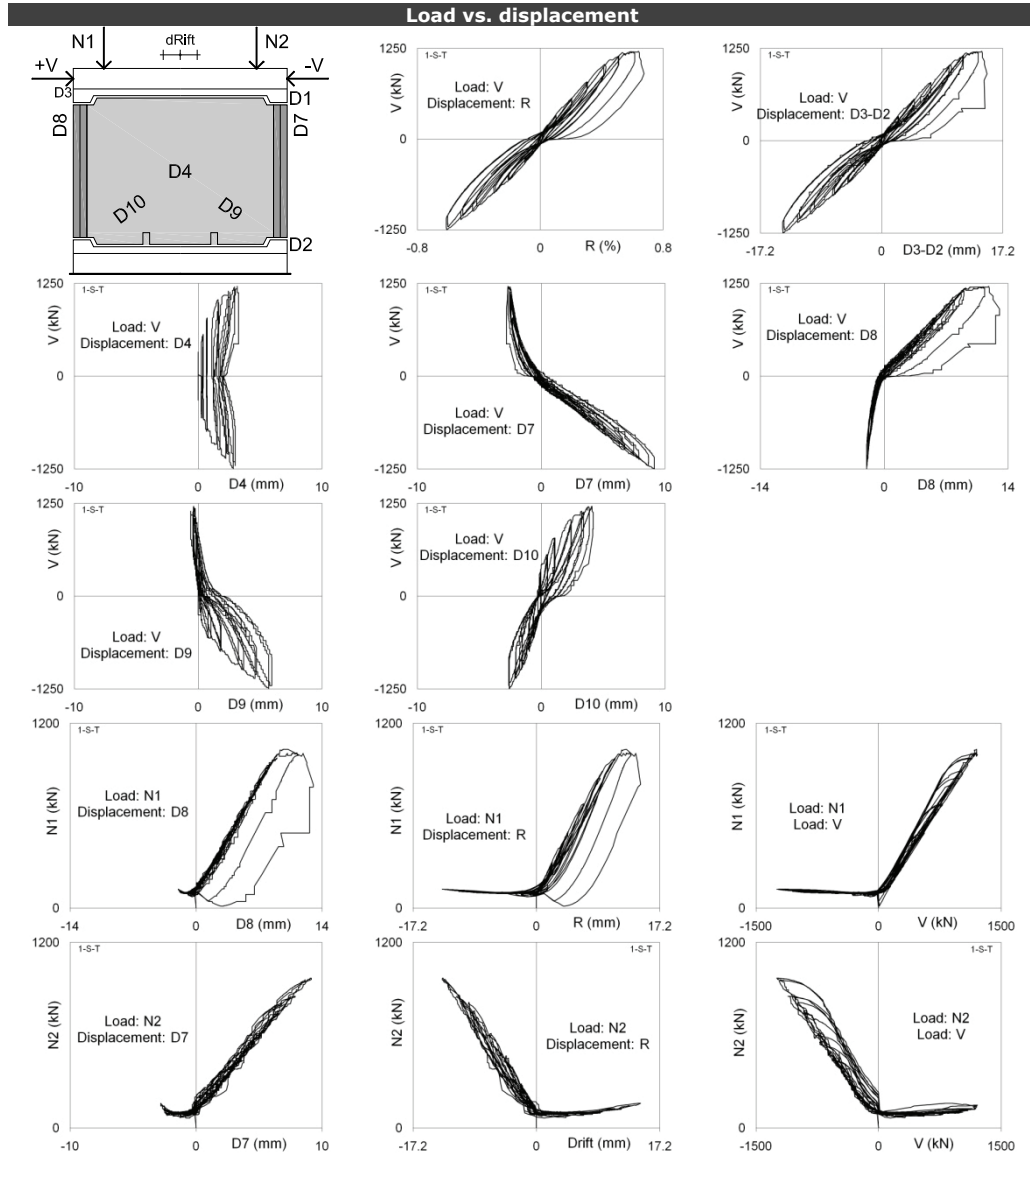 Load vs. displacement
N1
dRift
N2
+V
-V
D3
D1
D8
D7
D4
D10
D9
D2
1250
0
-1250
V (kN)
1-S-T
Load: V
Displacement: R
-0.8
0
R (%)
0.8
1250
0
-1250
V (kN)
1-S-T
Load: V
Displacement: D3-D2
-17.2
0
D3-D2 (mm)
17.2
1250
0
-1250
V (kN)
1-S-T
Load: V
Displacement: D4
-10
0
D4 (mm)
10
1250
0
-1250
V (kN)
1-S-T
Load: V
Displacement: D7
-10
0
D7 (mm)
10
1250
0
-1250
V (kN)
1-S-T
Load: V
Displacement: D8
-14
0
D8 (mm)
14
1250
0
-1250
V (kN)
1-S-T
Load: V
Displacement: D9
-10
0
D9 (mm)
10
1250
0
-1250
V (kN)
1-S-T
Load: V
Displacement: D10
-10
0
D10 (mm)
10
1200
0
N1 (kN)
1-S-T
Load: N1
Displacement: D8
-14
0
D8 (mm)
14
1200
0
N1 (kN)
1-S-T
Load: N1
Displacement: R
-17.2
0
R (mm)
17.2
1200
0
N1 (kN)
1-S-T
Load: N1
Load: V
-1500
0
V (kN)
1500
1200
0
N2 (kN)
1-S-T
Load: N2
Displacement: D7
-10
0
D7 (mm)
10
1200
0
N2 (kN)
1-S-T
Load: N2
Displacement: R
-17.2
0
Drift (mm)
17.2
1200
0
N2 (kN)
1-S-T
Load: N2
Load: V
-1500
0
V (kN)
1500